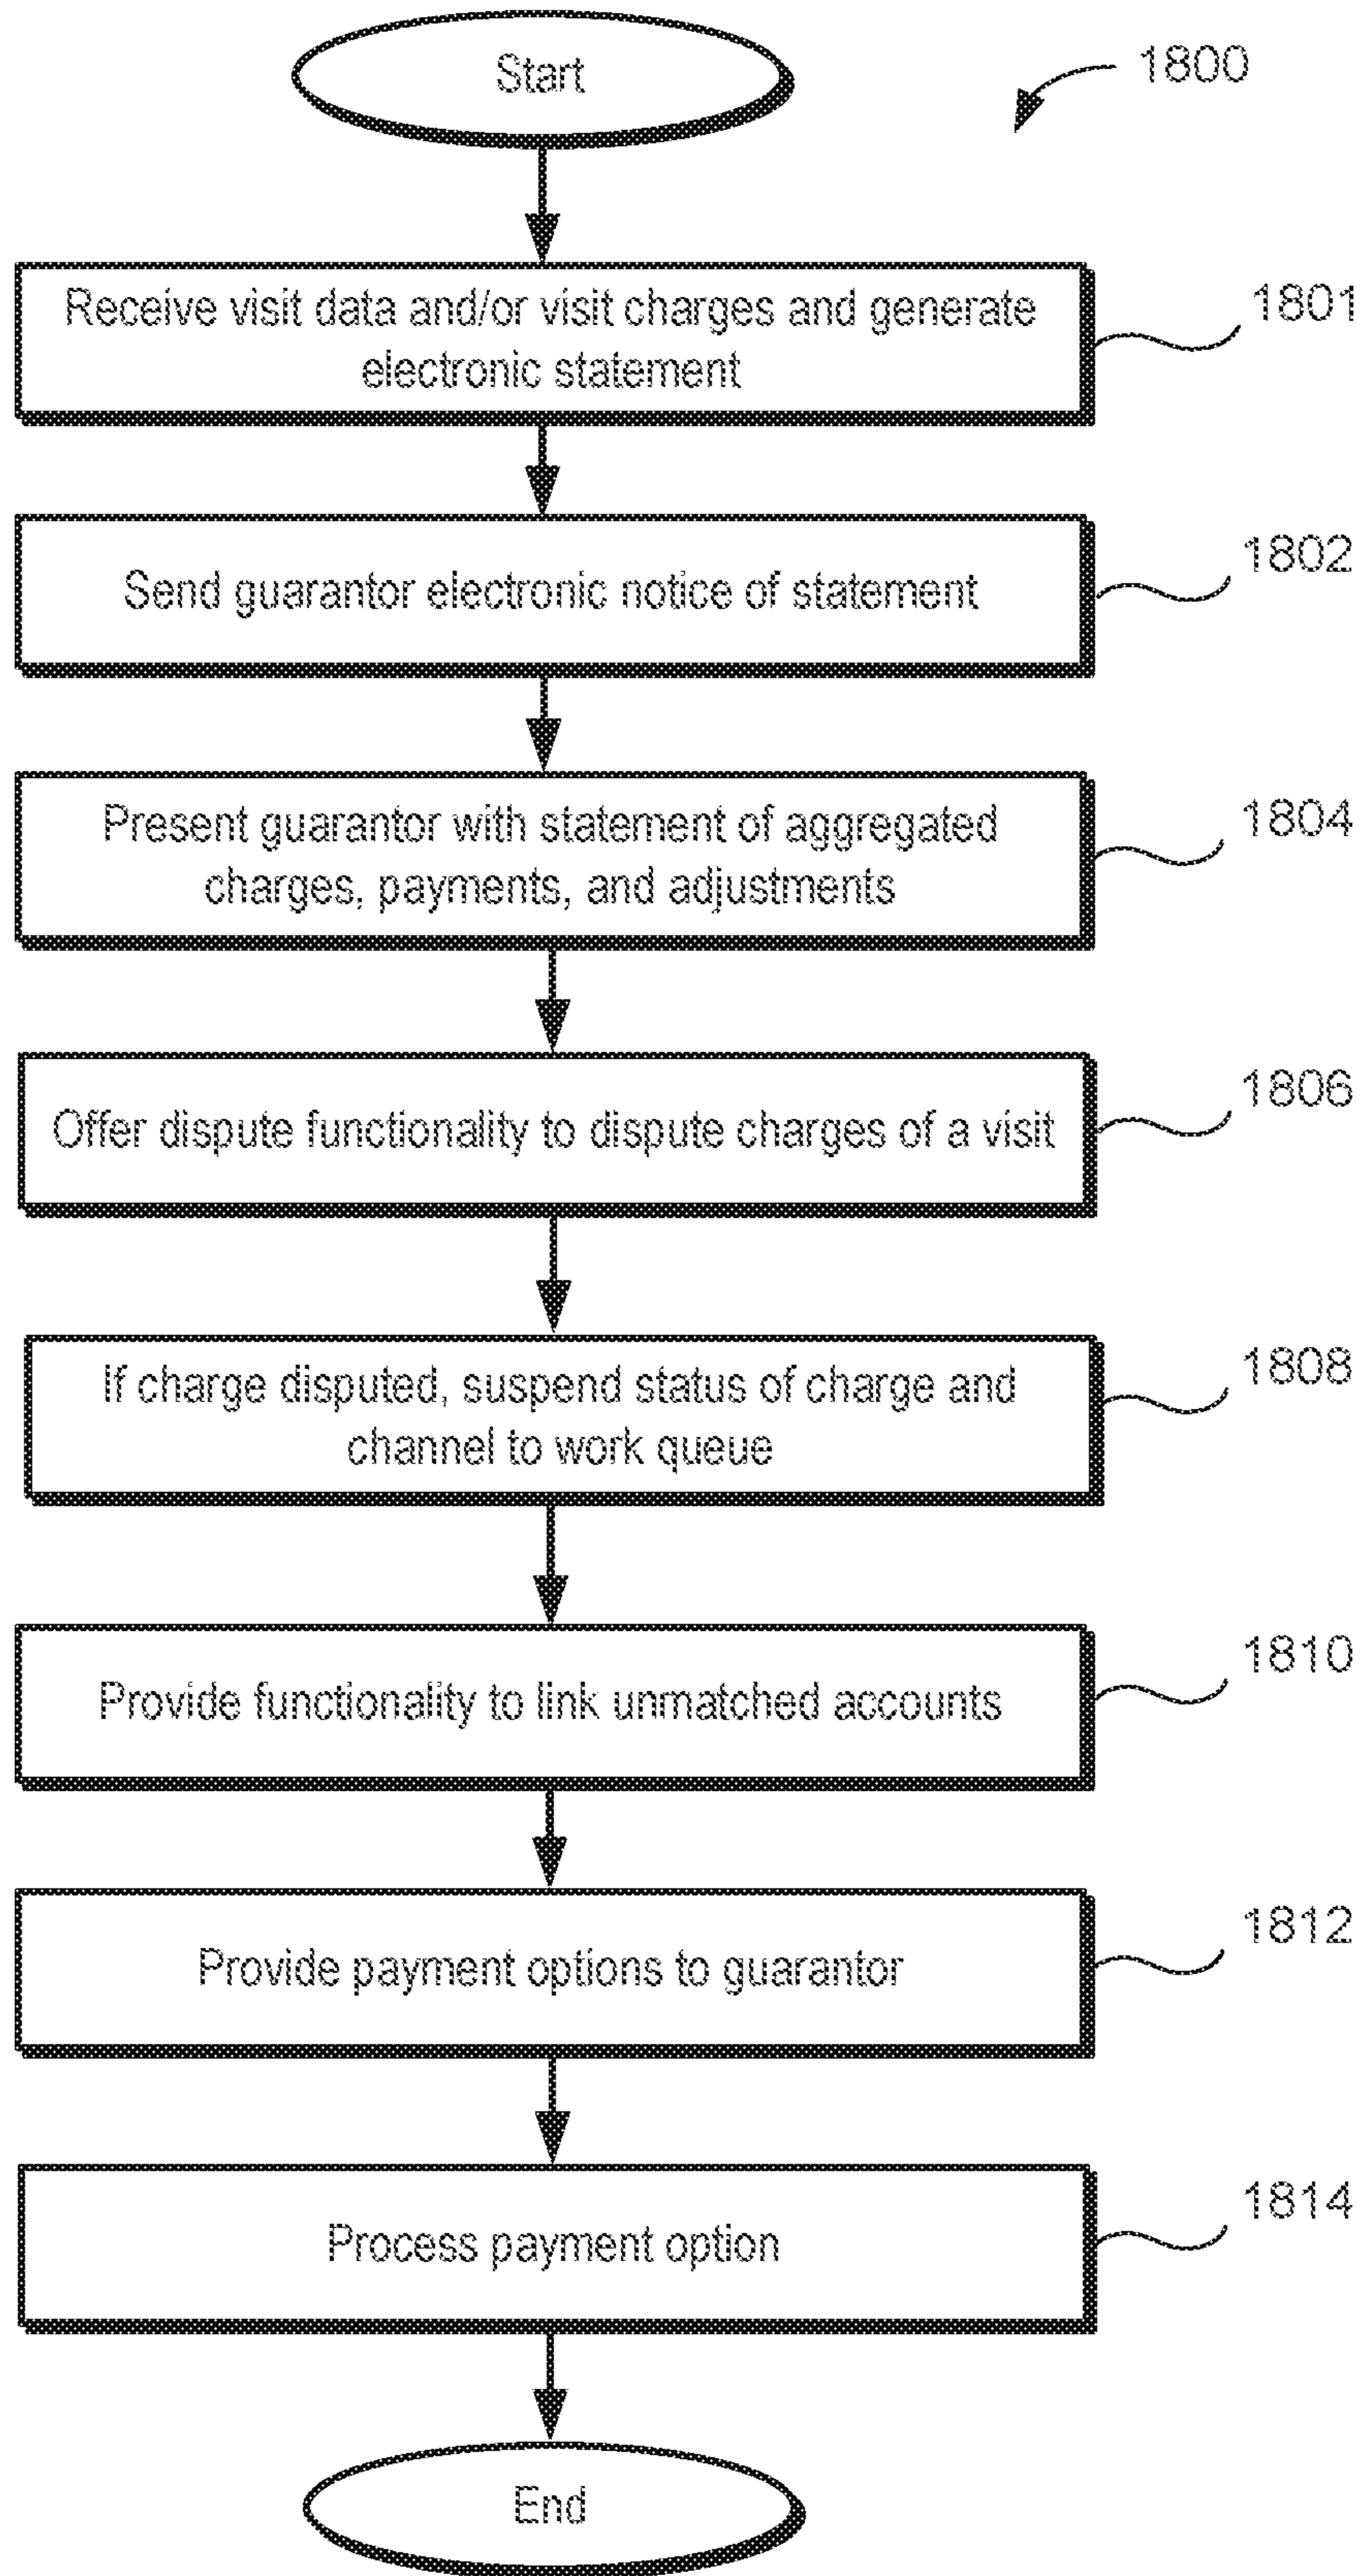 Start
1800
Receive visit data and/or visit charges and generate
electronic statement
1801
Send guarantor electronic notice of statement
1802
Present guarantor with statement of aggregated
charges, payments, and adjustments
1804
Offer dispute functionality to dispute charges of a visit
1806
If charge disputed, suspend status of charge and
channel to work queue
1808
Provide functionality to link unmatched accounts
1810
Provide payment options to guarantor
1812
Process payment option
1814
End